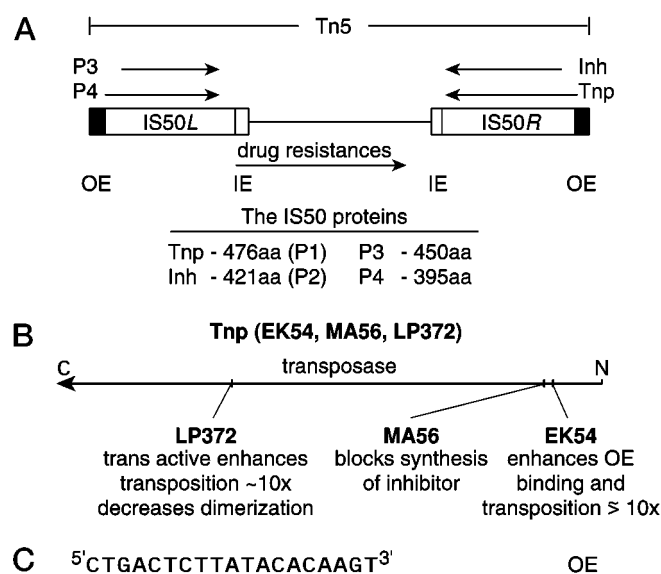 A
Tn5
P3 Inh
P4 Tnp
IS50L IS50R
drug resistances
OE IE IE OE
The IS50 proteins
Tnp - 476aa (P1) P3 - 450aa
Inh - 421aa (P2) P4 - 395aa
B
Tnp (EK54, MA56, LP372)
C transposase N
LP372 MA56 EK54
trans active enhances blocks synthesis enhances OE
transposition ~10x of inhibitor binding and
decreases dimerization transposition ≶ 10x
C 5'CTGACTCTTATACACAAGT3' OE